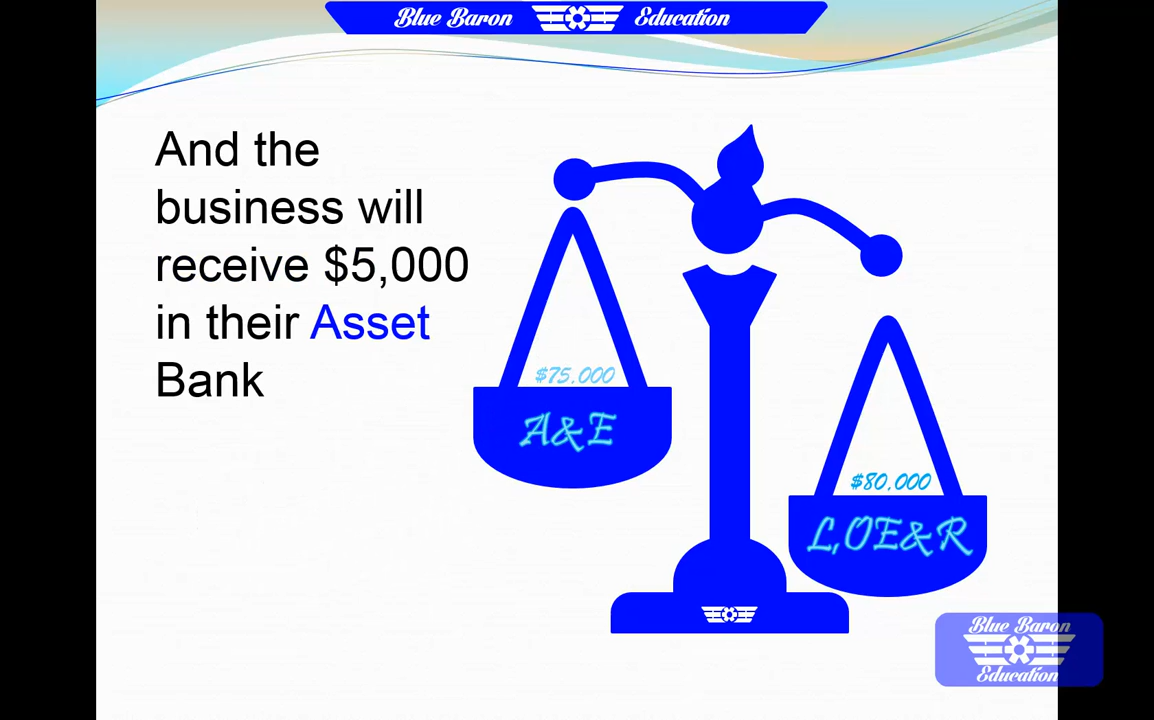 Blue Baron Education
And the
business will
receive $5,000
in their Asset
Bank
$75.000
A&E
$80.000
L,OE&R
Blue Baron
Education